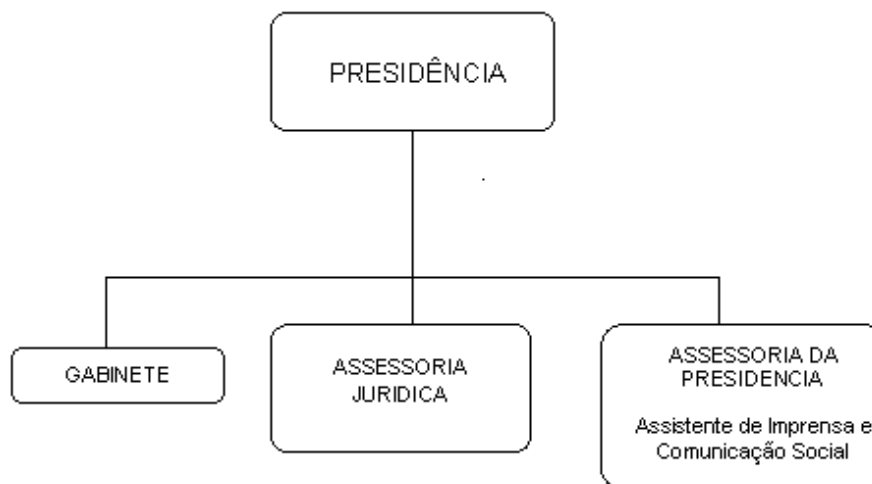 PRESIDÊNCIA
GABINETE
ASSESSORIA
JURIDICA
ASSESSORIA DA
PRESIDENCIA
Assistente de Imprensa e
Comunicação Social